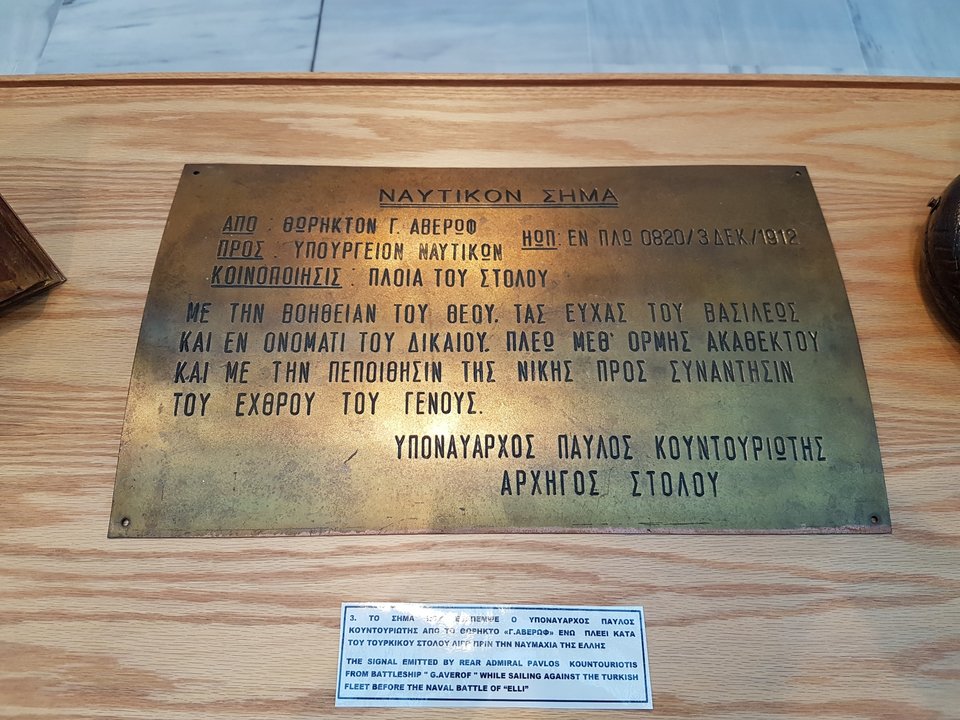 ΝΑΥΤΙΚΟΝ ΣΗΜΑ
ΑΠΟ : ΘΩΡΗΚΤΟΝ Γ. ΑΒΕΡΩΦ
ΠΡΟΣ : ΥΠΟΥΡΓΕΙΟΝ ΝΑΥΤΙΚΩΝ
ΗΩΠ: ΕΝ ΠΛΩ 0820/3 ΔΕΚ/1912
ΚΟΙΝΟΠΟΙΗΣΙΣ : ΠΛΟΙΑ ΤΟΥ ΣΤΟΛΟΥ
ΜΕ ΤΗΝ ΒΟΗΘΕΙΑΝ ΤΟΥ ΘΕΟΥ. ΤΑΣ ΕΥΧΑΣ ΤΟΥ ΒΑΣΙΛΕΩΣ
ΚΑΙ ΕΝ ΟΝΟΜΑΤΙ ΤΟΥ ΔΙΚΑΙΟΥ. ΠΛΕΩ ΜΕΘ' ΟΡΜΗΣ ΑΚΑΘΕΚΤΟΥ
ΚΑΙ ΜΕ ΤΗΝ ΠΕΠΟΙΘΗΣΙΝ ΤΗΣ ΝΙΚΗΣ ΠΡΟΣ ΣΥΝΑΝΤΗΣΙΝ
ΤΟΥ ΕΧΘΡΟΥ ΤΟΥ ΓΕΝΟΥΣ.
ΥΠΟΝΑΥΑΡΧΟΣ ΠΑΥΛΟΣ ΚΟΥΝΤΟΥΡΙΩΤΗΣ
ΑΡΧΗΓΟΣ ΣΤΟΛΟΥ
3. ΤΟ ΣΗΜΑ Ο ΥΠΟΝΑΥΑΡΧΟΣ ΠΑΥΛΟΣ
ΚΟΥΝΤΟΥΡΙΩΤΗΣ ΑΠΟ ΤΟ ΘΩΡΗΚΤΟ «Γ.ΑΒΕΡΩΦ» ΕΝΩ ΠΛΕΕΙ ΚΑΤΑ
ΤΟΥ ΤΟΥΡΚΙΚΟΥ ΣΤΟΛΟΥ ΛΙΓΟ ΠΡΙΝ ΤΗΝ ΝΑΥΜΑΧΙΑ ΤΗΣ ΕΛΛΗΣ
THE SIGNAL EMITTED BY REAR ADMIRAL PAVLOS KOUNTOURIOTIS
FROM BATTLESHIP " G.AVEROF " WHILE SAILING AGAINST THE TURKISH
FLEET BEFORE THE NAVAL BATTLE OF "ELLI"